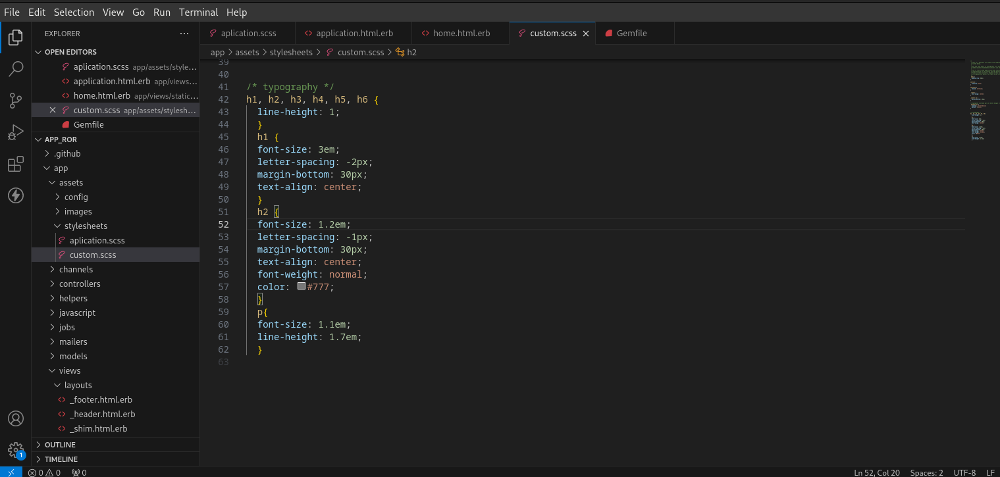 File Edit Selection View Go Run Terminal Help
EXPLORER
OPEN EDITORS
aplication.scss app/assets/style...
application.html.erb app/views...
home.html.erb app/views/static...
custom.scss app/assets/stylesh...
Gemfile
APP_ROR
.github
app
assets
config
images
stylesheets
aplication.scss
custom.scss
channels
controllers
helpers
javascript
jobs
mailers
models
views
layouts
_footer.html.erb
_header.html.erb
_shim.html.erb
OUTLINE
TIMELINE
1
aplication.scss application.html.erb home.html.erb custom.scss Gemfile
app > assets > stylesheets > custom.scss > h2
39
40
41 /* typography */
42 h1, h2, h3, h4, h5, h6 {
43 line-height: 1;
44 }
45 h1 {
46 font-size: 3em;
47 letter-spacing: -2px;
48 margin-bottom: 30px;
49 text-align: center;
50 }
51 h2 {
52 font-size: 1.2em;
53 letter-spacing: -1px;
54 margin-bottom: 30px;
55 text-align: center;
56 font-weight: normal;
57 color: #777;
58 }
59 p{
60 font-size: 1.1em;
61 line-height: 1.7em;
62 }
63
0 0 0 Ln 52, Col 20 Spaces: 2 UTF-8 LF